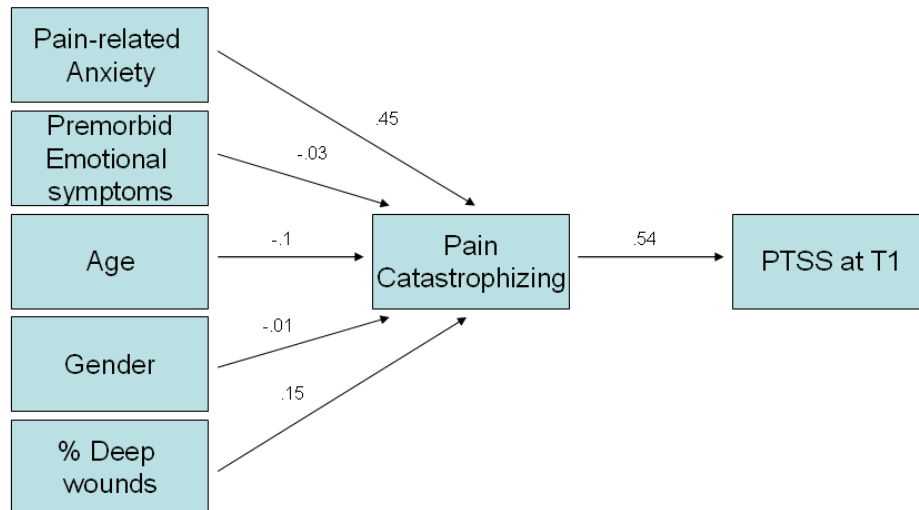 Pain-related
Anxiety
.45
Premorbid
Emotional
symptoms
-.03
Age
-.1
Pain
Catastrophizing
.54
PTSS at T1
Gender
-.01
.15
% Deep
wounds